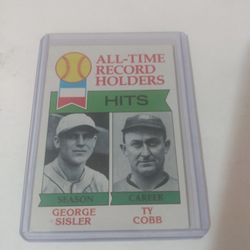 ALL-TIME
RECORD
HOLDERS
HITS
SEASON
CAREER
GEORGE
SISLER
TY
COBB